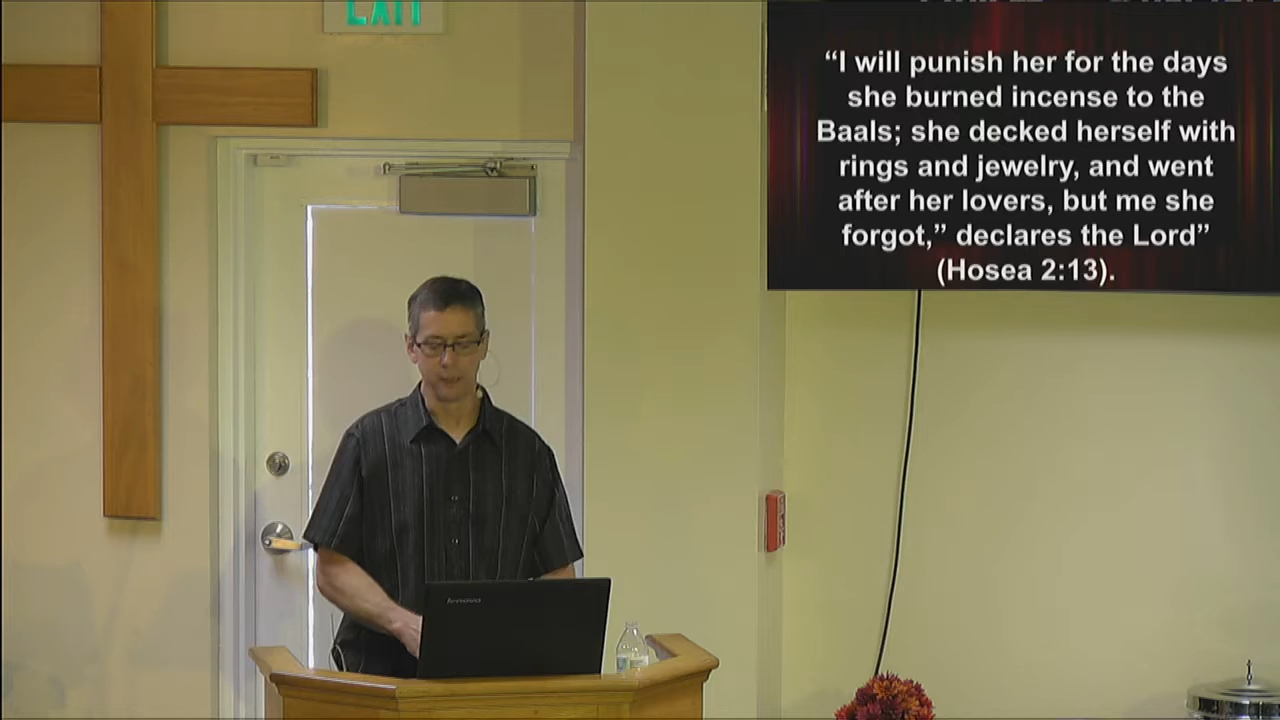 EXIT
“I will punish her for the days
she burned incense to the
Baals; she decked herself with
rings and jewelry, and went
after her lovers, but me she
forgot,” declares the Lord”
(Hosea 2:13).
lenovo